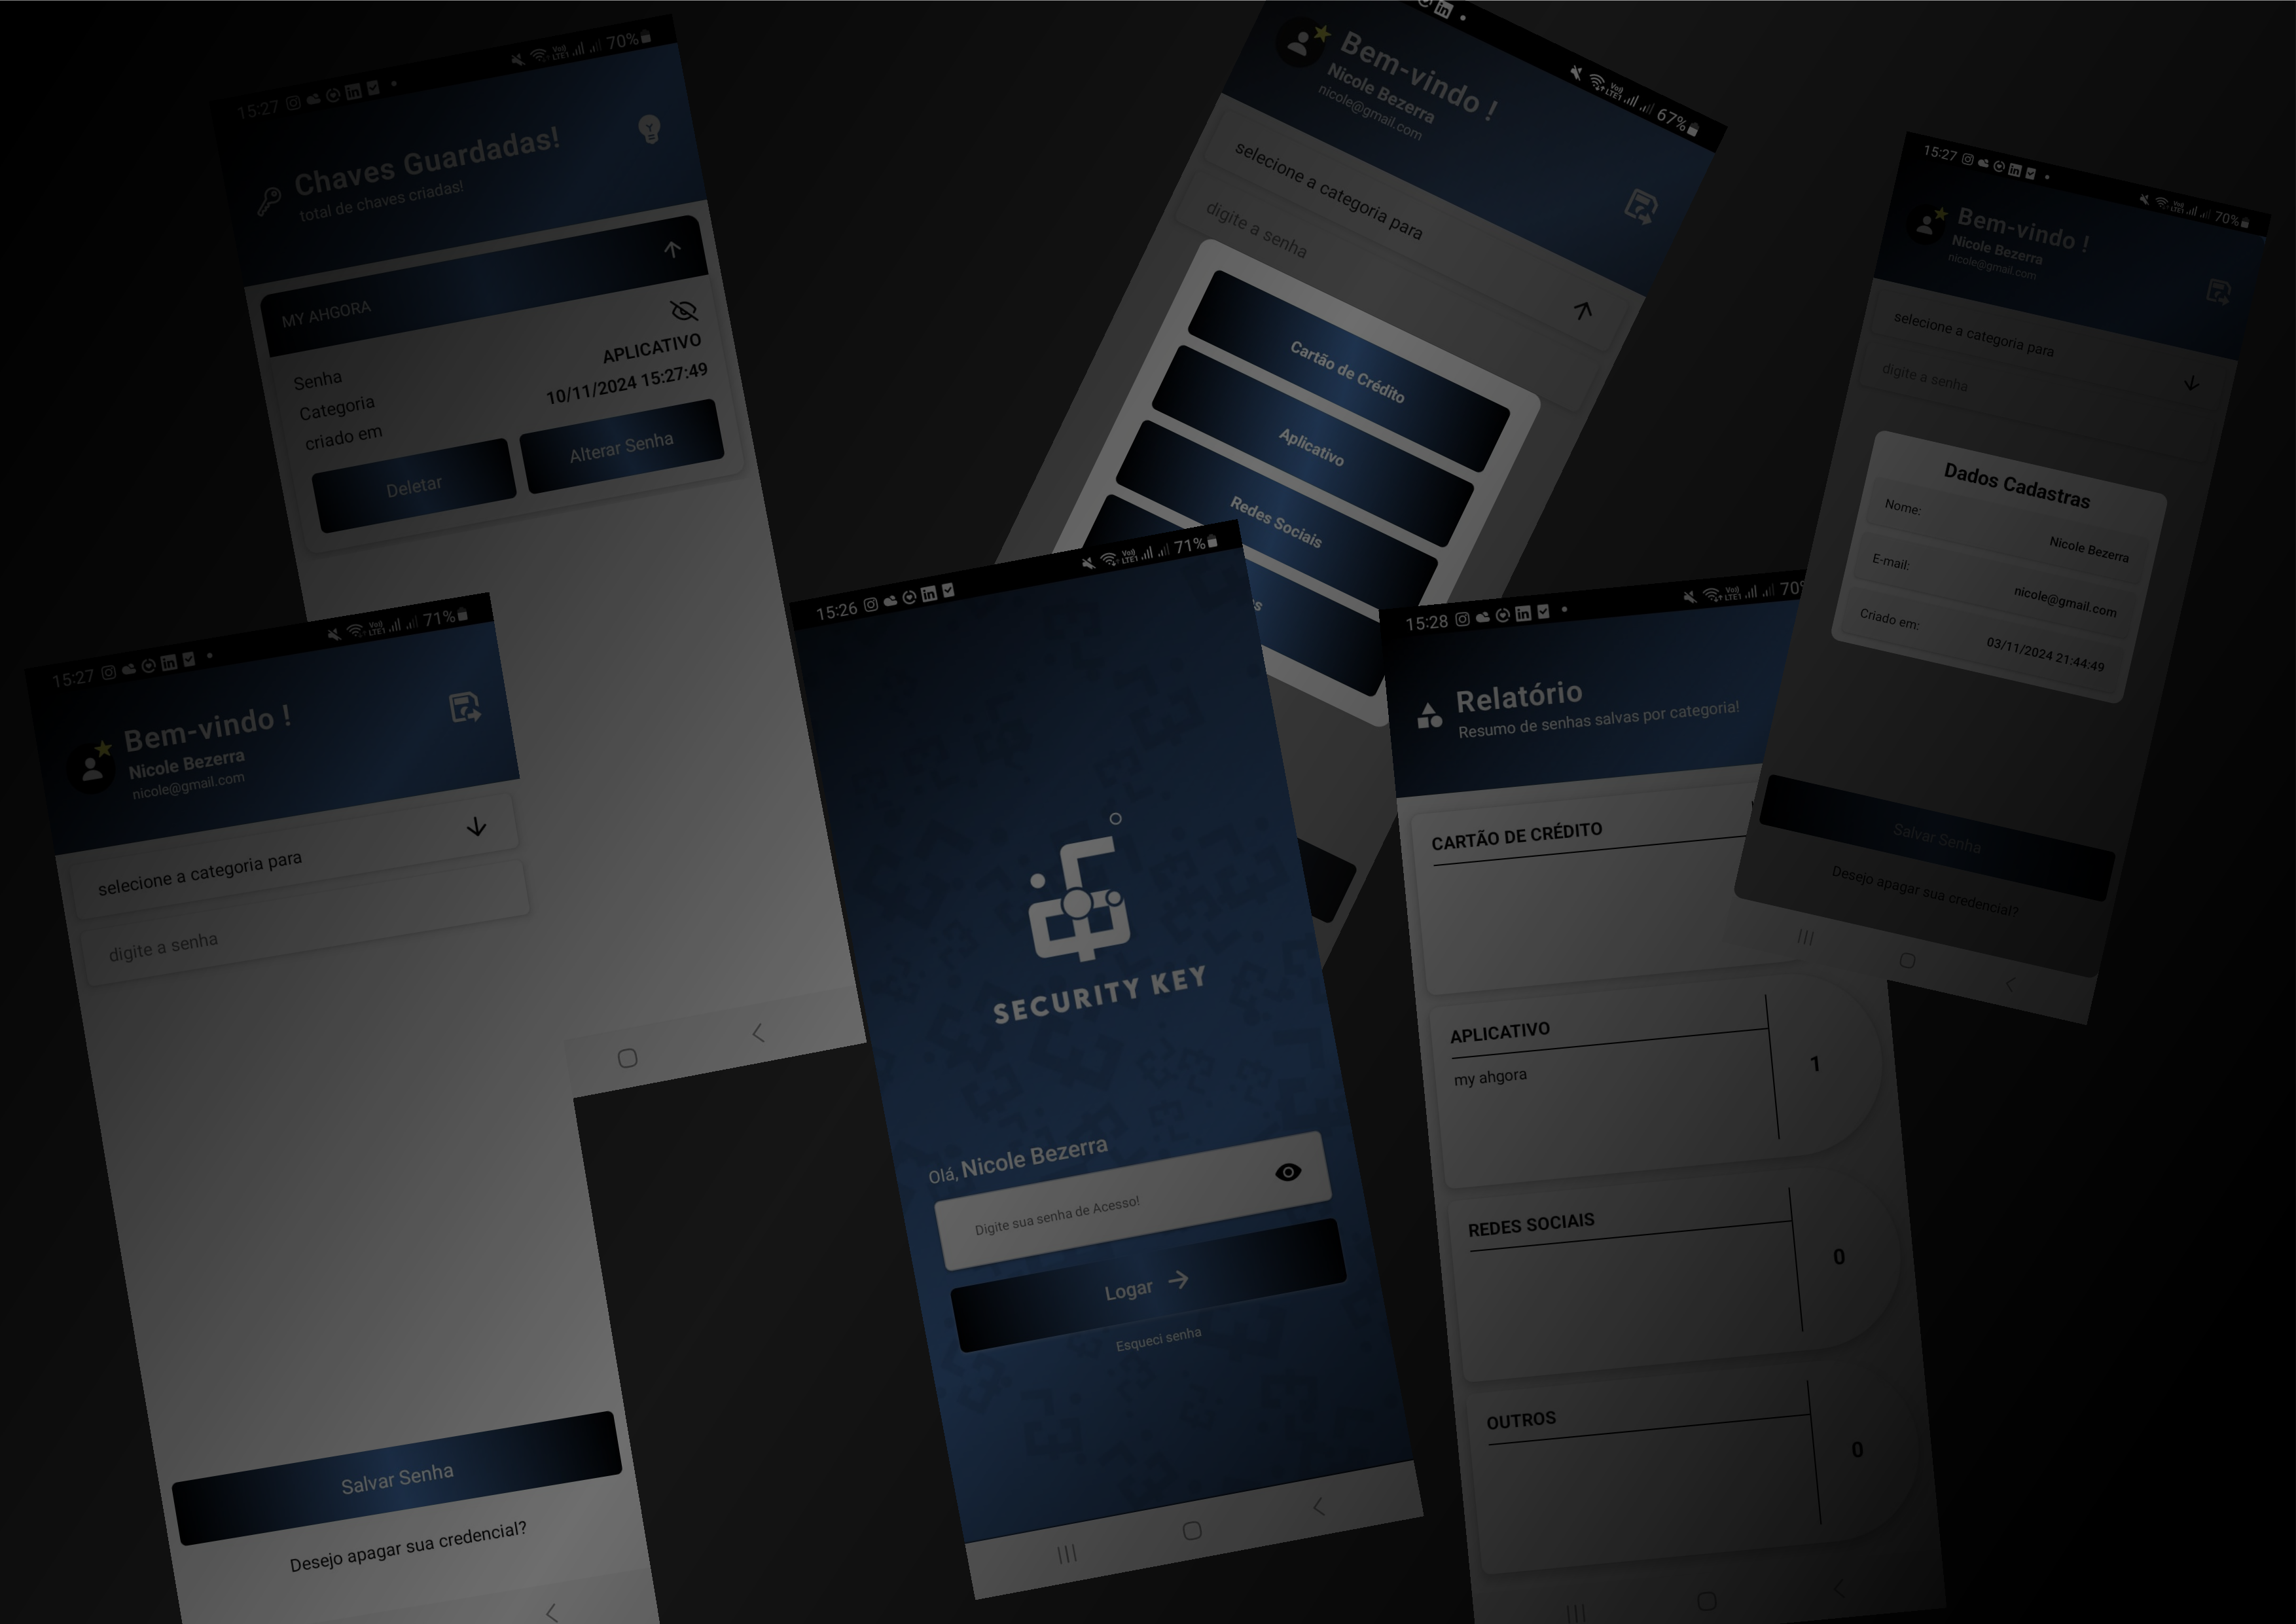 15:27
70%
Chaves Guardadas!
total de chaves criadas!
MY AHGORA
Senha
Categoria
APLICATIVO
criado em
10/11/2024 15:27:49
Deletar
Alterar Senha
67%
Bem-vindo !
Nicole Bezerra
nicole@gmail.com
selecione a categoria para
digite a senha
Cartão de Crédito
Aplicativo
Redes Sociais
15:27
70%
Bem-vindo !
Nicole Bezerra
nicole@gmail.com
selecione a categoria para
digite a senha
Dados Cadastras
Nome:
Nicole Bezerra
E-mail:
nicole@gmail.com
Criado em:
03/11/2024 21:44:49
Salvar Senha
Desejo apagar sua credencial?
15:27
71%
Bem-vindo !
Nicole Bezerra
nicole@gmail.com
selecione a categoria para
digite a senha
Salvar Senha
Desejo apagar sua credencial?
15:26
71%
SECURITY KEY
Olá, Nicole Bezerra
Digite sua senha de Acesso!
Logar
Esqueci senha
15:28
70
Relatório
Resumo de senhas salvas por categoria!
CARTÃO DE CRÉDITO
APLICATIVO
my ahgora
1
REDES SOCIAIS
0
OUTROS
0